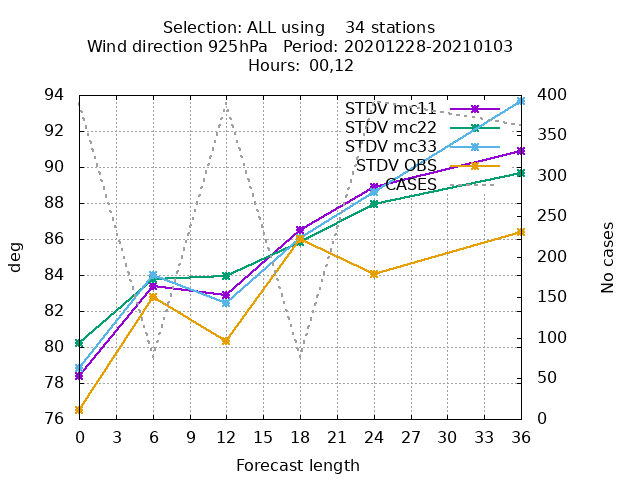 Selection: ALL using    34 stations
Wind direction 925hPa   Period: 20201228-20210103
Hours: 00,12
94
92
90
88
86
84
82
80
78
76
deg
STDV mc11
STDV mc22
STDV mc33
STDV OBS
CASES
400
350
300
250
200
150
100
50
0
No cases
0 3 6 9 12 15 18 21 24 27 30 33 36
Forecast length